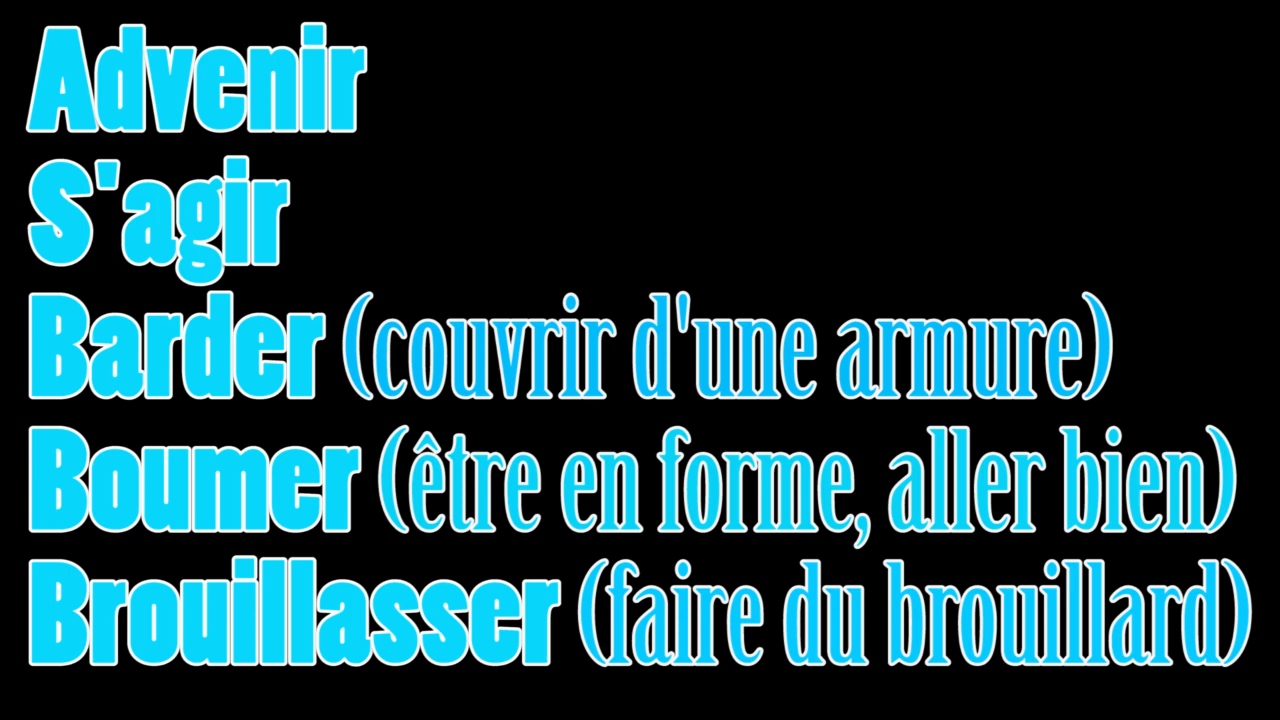 Advenir
S'agir
Barder (couvrir d'une armure)
Boumer (être en forme, aller bien)
Brouillasser (faire du brouillard)